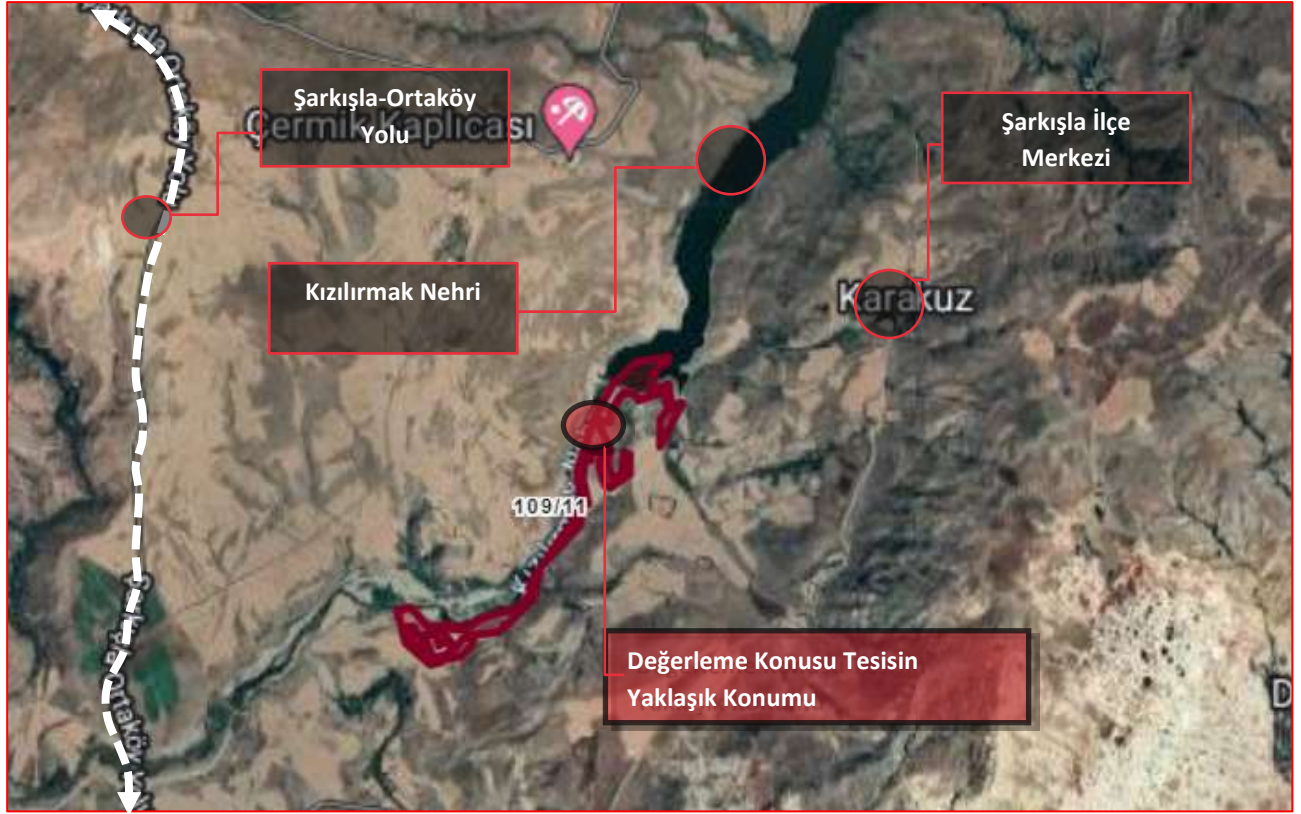 Şarkışla-Ortaköy
Yolu
Çermik Kaplıcası
Şarkışla İlçe
Merkezi
Kızılırmak Nehri
Karakuz
109/11
Değerleme Konusu Tesisin
Yaklaşık Konumu
D